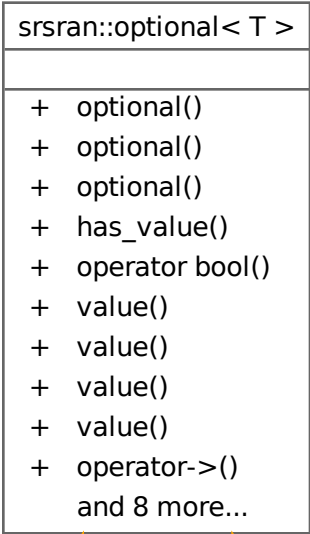 srsran::optional< T >
+ optional()
+ optional()
+ optional()
+ has_value()
+ operator bool()
+ value()
+ value()
+ value()
+ value()
+ operator->()
and 8 more...